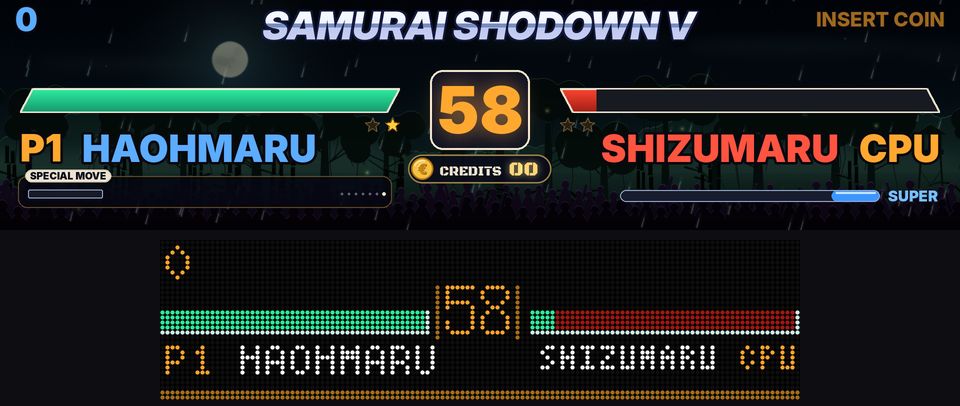 0
SAMURAI SHODOWN V
INSERT COIN
58
P1 HAOHMARU
SHIZUMARU CPU
SPECIAL MOVE
€ CREDITS 00
SUPER
0
58
P1 HAOHMARU
SHIZUMARU CPU